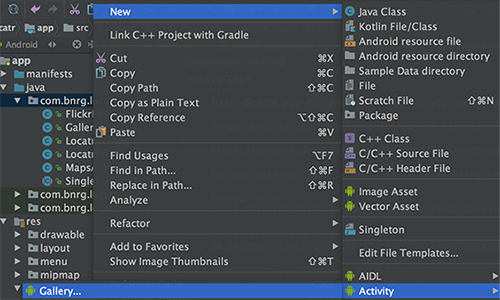 catr
app
src
Android
app
manifests
java
com.bnrg.l
Flickr
Galler
Locatr
Locatr
Maps
Single
com.bnrg.l
com.bnrg.l
res
drawable
layout
menu
mipmap
Gallery...
New
Link C++ Project with Gradle
Cut ⌘X
Copy ⌘C
Copy Path ⇧⌘C
Copy as Plain Text
Copy Reference ⌥⇧⌘C
Paste ⌘V
Find Usages ⌥F7
Find in Path... ⇧⌘F
Replace in Path... ⇧⌘R
Analyze
Refactor
Add to Favorites
Show Image Thumbnails ⇧⌘T
Java Class
Kotlin File/Class
Android resource file
Android resource directory
Sample Data directory
File
Scratch File ⇧⌘N
Package
C++ Class
C/C++ Source File
C/C++ Header File
Image Asset
Vector Asset
Singleton
Edit File Templates...
AIDL
Activity